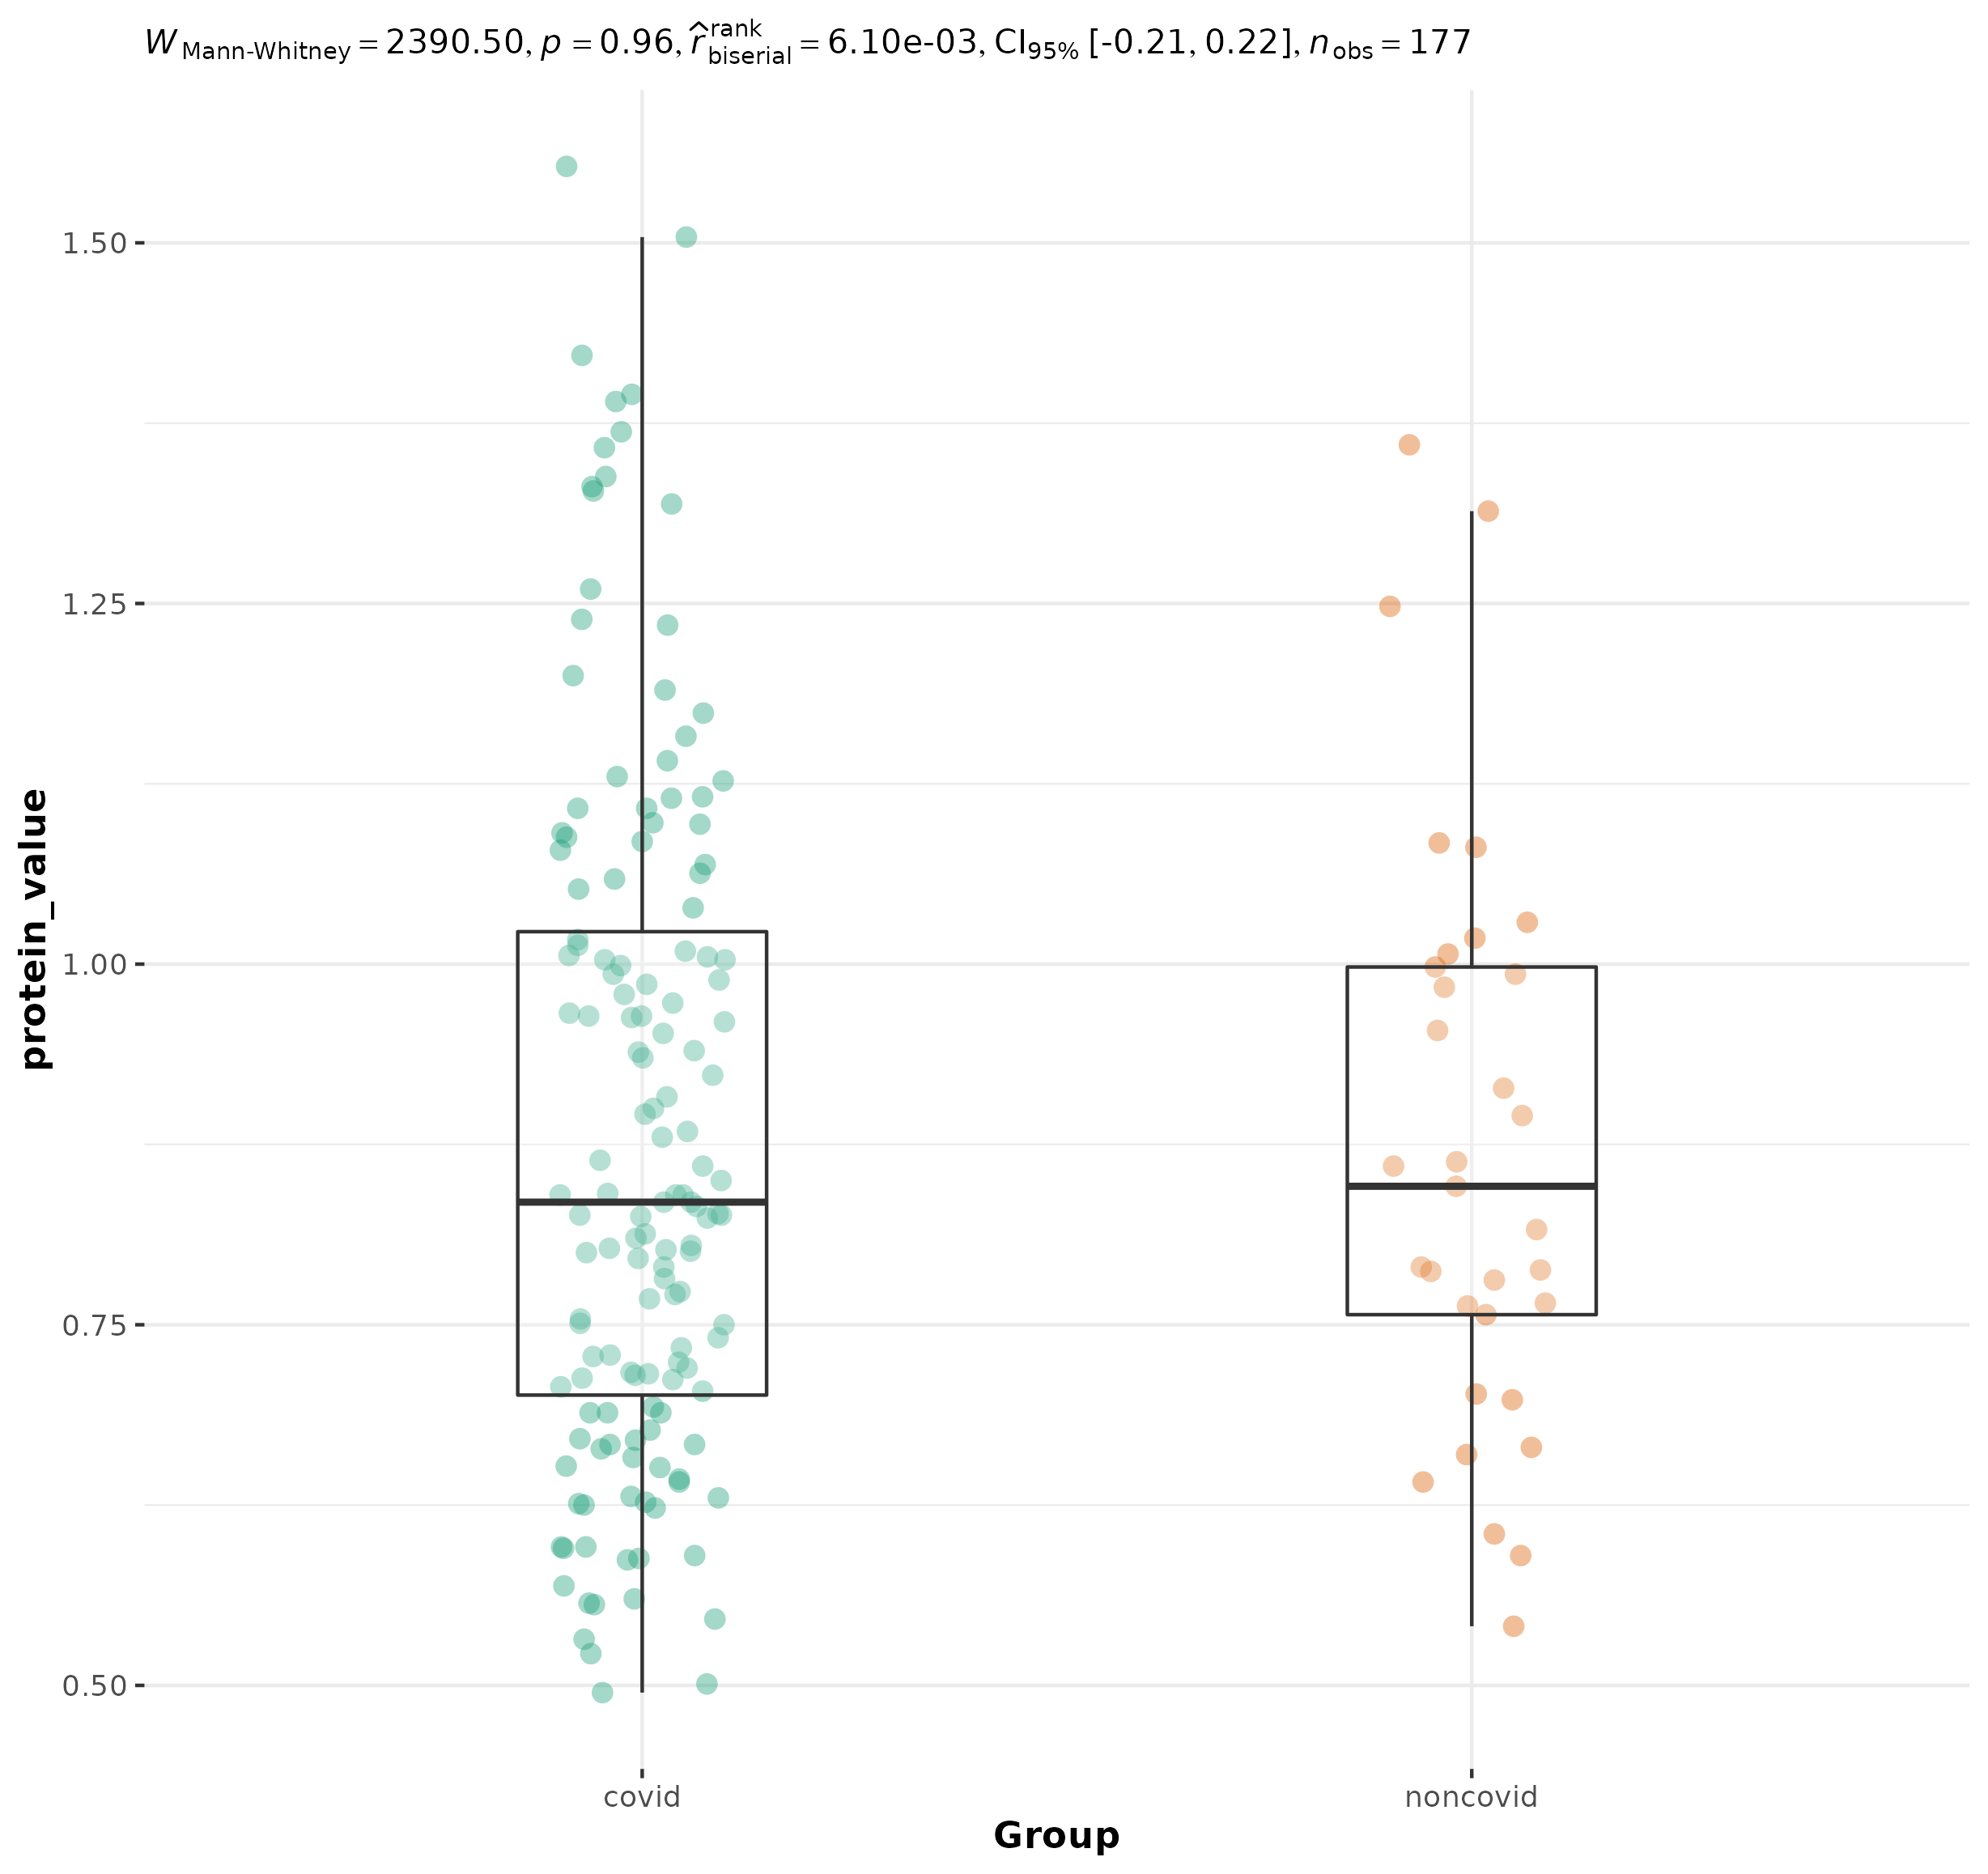 W Mann-Whitney = 2390.50, p = 0.96, r̂ rank biserial = 6.10e-03, CI95% [-0.21, 0.22], nobs = 177
protein_value
1.50
1.25
1.00
0.75
0.50
covid noncovid
Group